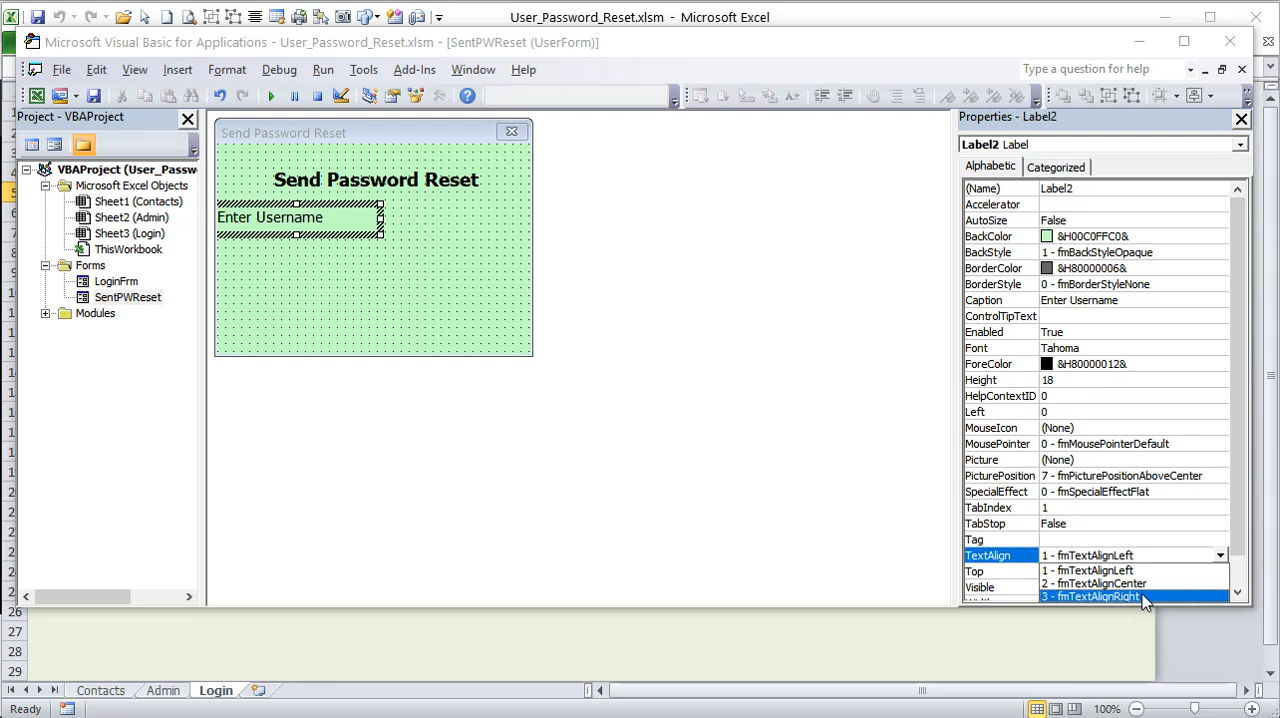 User_Password_Reset.xlsm - Microsoft Excel
Microsoft Visual Basic for Applications - User_Password_Reset.xlsm - [SentPWReset (UserForm)]
File Edit View Insert Format Debug Run Tools Add-Ins Window Help
Type a question for help
Project - VBAProject
VBAProject (User_Passw
Microsoft Excel Objects
Sheet1 (Contacts)
Sheet2 (Admin)
Sheet3 (Login)
ThisWorkbook
Forms
LoginFrm
SentPWReset
Modules
Send Password Reset
Send Password Reset
Enter Username
Properties - Label2
Label2 Label
Alphabetic Categorized
(Name) Label2
Accelerator
AutoSize False
BackColor &H00C0FFC0&
BackStyle 1 - fmBackStyleOpaque
BorderColor &H80000006&
BorderStyle 0 - fmBorderStyleNone
Caption Enter Username
ControlTipText
Enabled True
Font Tahoma
ForeColor &H80000012&
Height 18
HelpContextID 0
Left 0
MouseIcon (None)
MousePointer 0 - fmMousePointerDefault
Picture (None)
PicturePosition 7 - fmPicturePositionAboveCenter
SpecialEffect 0 - fmSpecialEffectFlat
TabIndex 1
TabStop False
Tag
TextAlign 1 - fmTextAlignLeft
Top 1 - fmTextAlignLeft
Visible 2 - fmTextAlignCenter
3 - fmTextAlignRight
26
27
28
29
Contacts Admin Login
Ready 100%